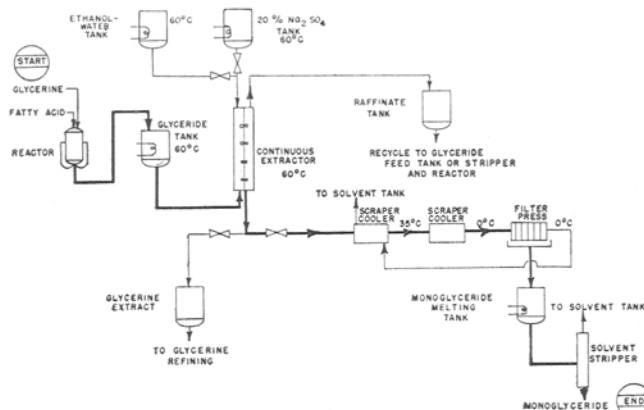 ETHANOL-
WATER
TANK
60°C
20 % NA2 SO4
TANK
60°C
START
GLYCERINE
FATTY ACID
REACTOR
GLYCERIDE
TANK
60°C
CONTINUOUS
EXTRACTOR
60°C
RAFFINATE
TANK
RECYCLE TO GLYCERIDE
FEED TANK OR STRIPPER
AND REACTOR
TO SOLVENT TANK
SCRAPER
COOLER
35°C
SCRAPER
COOLER
0°C
FILTER
PRESS
0°C
GLYCERINE
EXTRACT
TO GLYCERINE
REFINING
MONOGLYCERIDE
MELTING
TANK
TO SOLVENT TANK
SOLVENT
STRIPPER
MONOGLYCERIDE
END